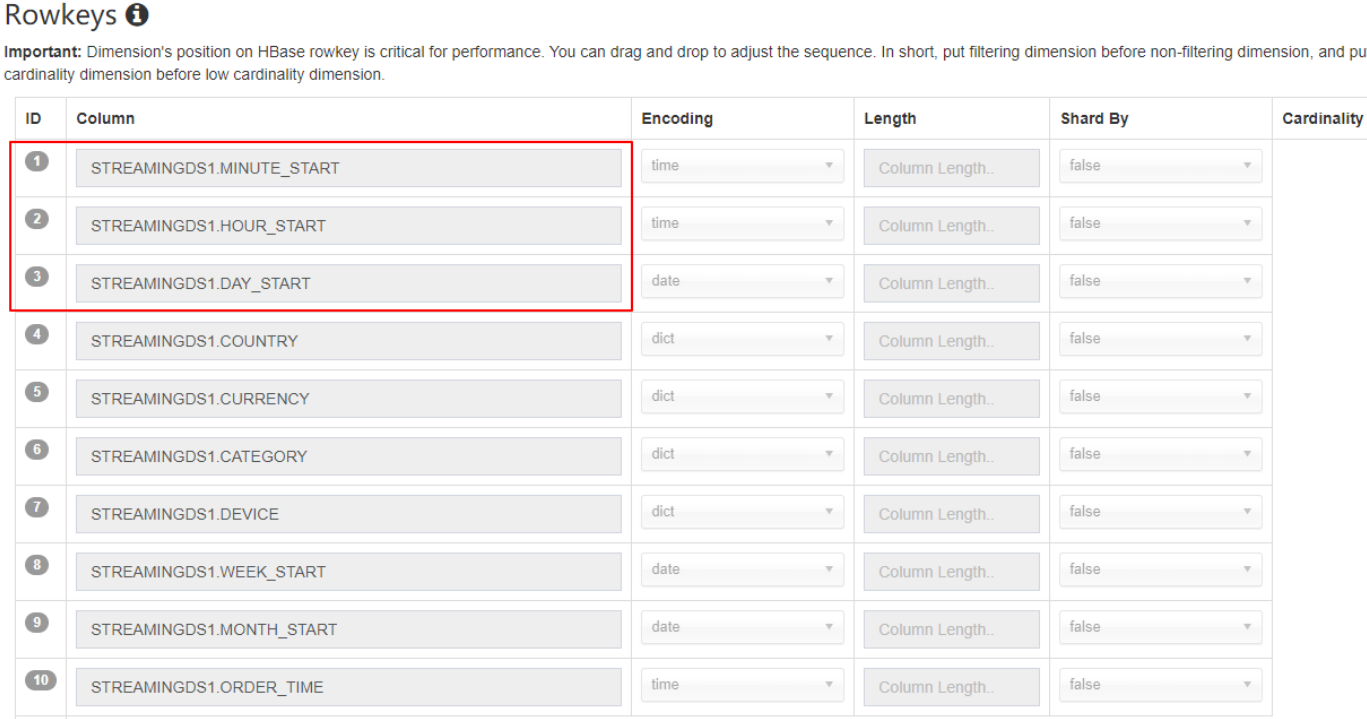 Rowkeys
Important: Dimension's position on HBase rowkey is critical for performance. You can drag and drop to adjust the sequence. In short, put filtering dimension before non-filtering dimension, and pu
cardinality dimension before low cardinality dimension.
ID Column Encoding Length Shard By Cardinality
1 STREAMINGDS1.MINUTE_START time Column Length.. false
2 STREAMINGDS1.HOUR_START time Column Length.. false
3 STREAMINGDS1.DAY_START date Column Length.. false
4 STREAMINGDS1.COUNTRY dict Column Length.. false
5 STREAMINGDS1.CURRENCY dict Column Length.. false
6 STREAMINGDS1.CATEGORY dict Column Length.. false
7 STREAMINGDS1.DEVICE dict Column Length.. false
8 STREAMINGDS1.WEEK_START date Column Length.. false
9 STREAMINGDS1.MONTH_START date Column Length.. false
10 STREAMINGDS1.ORDER_TIME time Column Length.. false